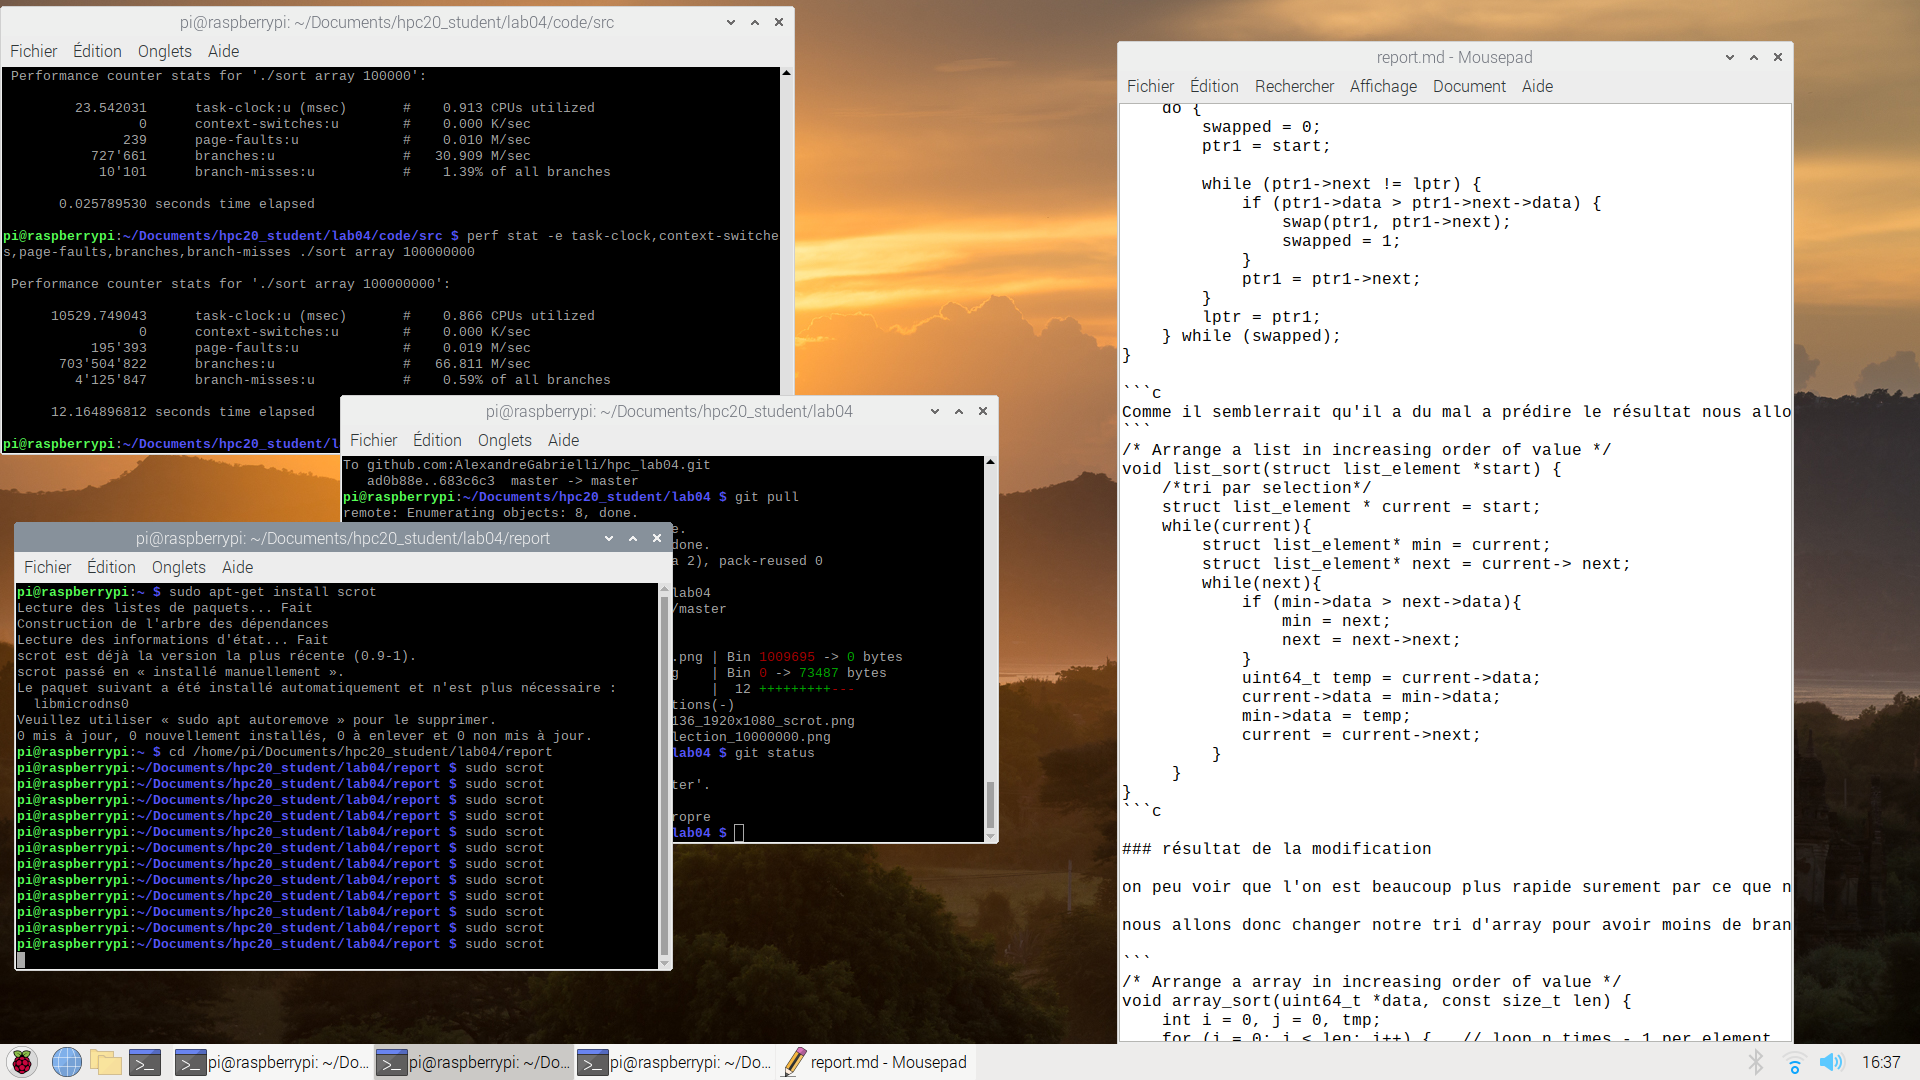 pi@raspberrypi: ~/Documents/hpc20_student/lab04/code/src
Fichier Édition Onglets Aide
Performance counter stats for './sort array 100000':
23.542031 task-clock:u (msec) # 0.913 CPUs utilized
0 context-switches:u # 0.000 K/sec
239 page-faults:u # 0.010 M/sec
727'661 branches:u # 30.909 M/sec
10'101 branch-misses:u # 1.39% of all branches
0.025789530 seconds time elapsed
pi@raspberrypi:~/Documents/hpc20_student/lab04/code/src $ perf stat -e task-clock,context-switche
s,page-faults,branches,branch-misses ./sort array 100000000
Performance counter stats for './sort array 100000000':
10529.749043 task-clock:u (msec) # 0.866 CPUs utilized
0 context-switches:u # 0.000 K/sec
195'393 page-faults:u # 0.019 M/sec
703'504'822 branches:u # 66.811 M/sec
4'125'847 branch-misses:u # 0.59% of all branches
12.164896812 seconds time elapsed
pi@raspberrypi:~/Documents/hpc20_student/l
pi@raspberrypi: ~/Documents/hpc20_student/lab04
Fichier Édition Onglets Aide
To github.com:AlexandreGabrielli/hpc_lab04.git
ad0b88e..683c6c3 master -> master
pi@raspberrypi:~/Documents/hpc20_student/lab04 $ git pull
remote: Enumerating objects: 8, done.
e.
done.
a 2), pack-reused 0
lab04
/master
.png | Bin 1009695 -> 0 bytes
g | Bin 0 -> 73487 bytes
| 12 +++++++++---
tions(-)
136_1920x1080_scrot.png
lection_10000000.png
lab04 $ git status
ter'.
ropre
lab04 $
pi@raspberrypi: ~/Documents/hpc20_student/lab04/report
Fichier Édition Onglets Aide
pi@raspberrypi:~ $ sudo apt-get install scrot
Lecture des listes de paquets... Fait
Construction de l'arbre des dépendances
Lecture des informations d'état... Fait
scrot est déjà la version la plus récente (0.9-1).
scrot passé en « installé manuellement ».
Le paquet suivant a été installé automatiquement et n'est plus nécessaire :
libmicrodns0
Veuillez utiliser « sudo apt autoremove » pour le supprimer.
0 mis à jour, 0 nouvellement installés, 0 à enlever et 0 non mis à jour.
pi@raspberrypi:~ $ cd /home/pi/Documents/hpc20_student/lab04/report
pi@raspberrypi:~/Documents/hpc20_student/lab04/report $ sudo scrot
pi@raspberrypi:~/Documents/hpc20_student/lab04/report $ sudo scrot
pi@raspberrypi:~/Documents/hpc20_student/lab04/report $ sudo scrot
pi@raspberrypi:~/Documents/hpc20_student/lab04/report $ sudo scrot
pi@raspberrypi:~/Documents/hpc20_student/lab04/report $ sudo scrot
pi@raspberrypi:~/Documents/hpc20_student/lab04/report $ sudo scrot
pi@raspberrypi:~/Documents/hpc20_student/lab04/report $ sudo scrot
pi@raspberrypi:~/Documents/hpc20_student/lab04/report $ sudo scrot
pi@raspberrypi:~/Documents/hpc20_student/lab04/report $ sudo scrot
pi@raspberrypi:~/Documents/hpc20_student/lab04/report $ sudo scrot
pi@raspberrypi:~/Documents/hpc20_student/lab04/report $ sudo scrot
pi@raspberrypi:~/Documents/hpc20_student/lab04/report $ sudo scrot
report.md - Mousepad
Fichier Édition Rechercher Affichage Document Aide
do {
swapped = 0;
ptr1 = start;
while (ptr1->next != lptr) {
if (ptr1->data > ptr1->next->data) {
swap(ptr1, ptr1->next);
swapped = 1;
}
ptr1 = ptr1->next;
}
lptr = ptr1;
} while (swapped);
}
```c
Comme il semblerrait qu'il a du mal a prédire le résultat nous allo
```
/* Arrange a list in increasing order of value */
void list_sort(struct list_element *start) {
/*tri par selection*/
struct list_element * current = start;
while(current){
struct list_element* min = current;
struct list_element* next = current-> next;
while(next){
if (min->data > next->data){
min = next;
next = next->next;
}
uint64_t temp = current->data;
current->data = min->data;
min->data = temp;
current = current->next;
}
}
}
```c
### résultat de la modification
on peu voir que l'on est beaucoup plus rapide surement par ce que n
nous allons donc changer notre tri d'array pour avoir moins de bran
```
/* Arrange a array in increasing order of value */
void array_sort(uint64_t *data, const size_t len) {
int i = 0, j = 0, tmp;
for (i = 0; i < len; i++) { // loop n times - 1 per element
pi@raspberrypi: ~/Do...
pi@raspberrypi: ~/Do...
pi@raspberrypi: ~/Do...
report.md - Mousepad
16:37